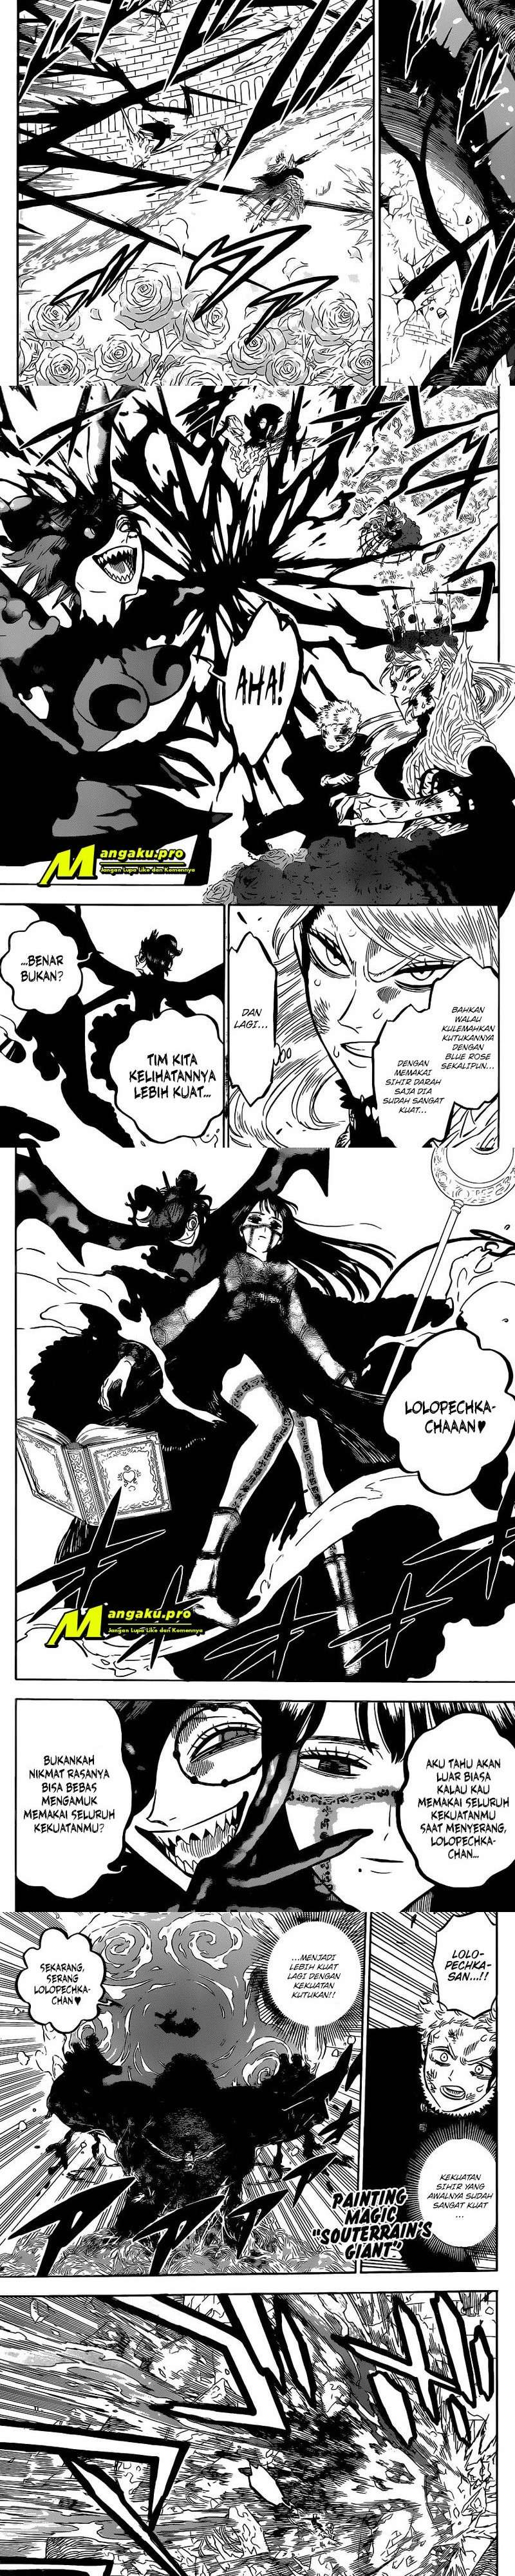 AHA!
Mangaku.pro
Jangan Lupa Like dan Komennya
BAHKAN
WALAU
KULEMAHKAN
KUTUKANNYA
DENGAN
BLUE ROSE
SEKALIPUN...
DENGAN
MEMAKAI
SIHIR DARAH
SAJA DIA
SUDAH SANGAT
KUAT...
DAN
LAGI...
TIM KITA
KELIHATANNYA
LEBIH KUAT...
...BENAR
BUKAN?
LOLOPECHKA-
CHAAAN♥
Mangaku.pro
Jangan Lupa Like dan Komennya
AKU TAHU AKAN
LUAR BIASA
KALAU KAU
MEMAKAI SELURUH
KEKUATANMU
SAAT MENYERANG,
LOLOPECHKA-
CHAN...
BUKANKAH
NIKMAT RASANYA
BISA BEBAS
MENGAMUK
MEMAKAI SELURUH
KEKUATANMU?
LOLO-
PECHKA-
SAN...!!
KEKUATAN
SIHIR YANG
AWALNYA SUDAH
SANGAT KUAT
...
...MENJADI
LEBIH KUAT
LAGI DENGAN
KEKUATAN
KUTUKAN!!
SEKARANG,
SERANG
LOLOPECHKA-
CHAN♥
PAINTING
MAGIC
"SOUTERRAIN'S
GIANT."